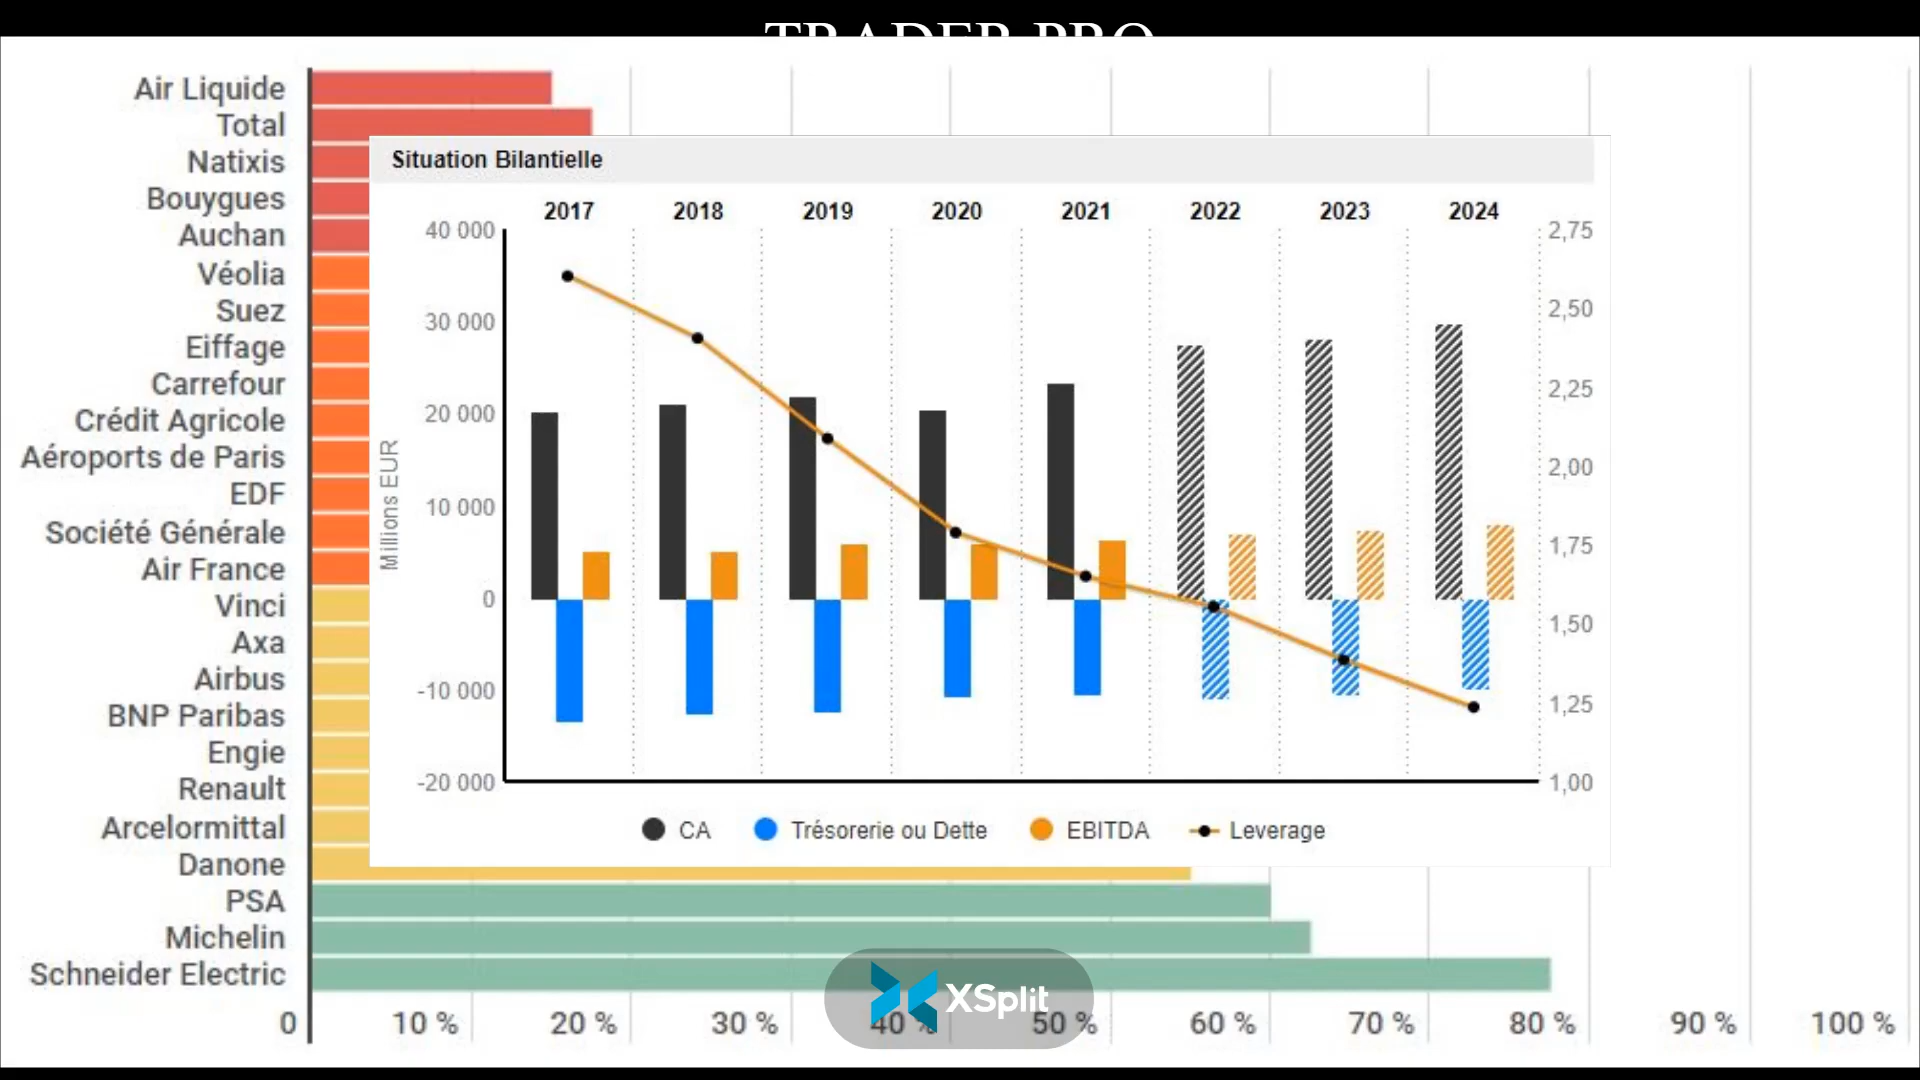 TRADER PRO
Air Liquide
Total
Natixis
Bouygues
Auchan
Véolia
Suez
Eiffage
Carrefour
Crédit Agricole
Aéroports de Paris
EDF
Société Générale
Air France
Vinci
Axa
Airbus
BNP Paribas
Engie
Renault
Arcelormittal
Danone
PSA
Michelin
Schneider Electric
0 10 % 20 % 30 % 40 % 50 % 60 % 70 % 80 % 90 % 100 %
Situation Bilantielle
2017 2018 2019 2020 2021 2022 2023 2024
40 000
30 000
20 000
10 000
0
-10 000
-20 000
Millions EUR
2,75
2,50
2,25
2,00
1,75
1,50
1,25
1,00
CA Trésorerie ou Dette EBITDA Leverage
XSplit